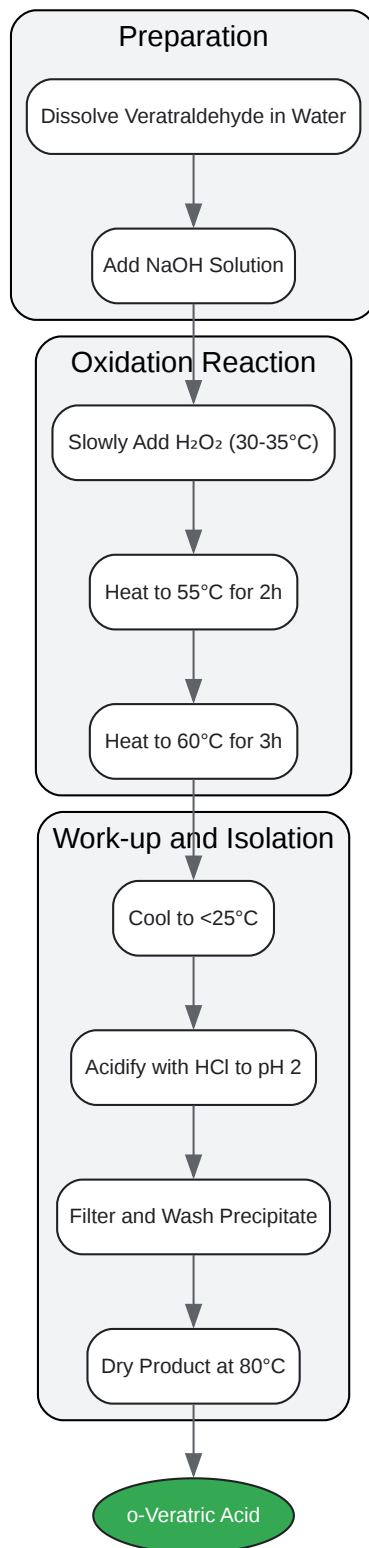 Preparation
Dissolve Veratraldehyde in Water
Add NaOH Solution
Oxidation Reaction
Slowly Add H₂O₂ (30-35°C)
Heat to 55°C for 2h
Heat to 60°C for 3h
Work-up and Isolation
Cool to <25°C
Acidify with HCl to pH 2
Filter and Wash Precipitate
Dry Product at 80°C
o-Veratric Acid